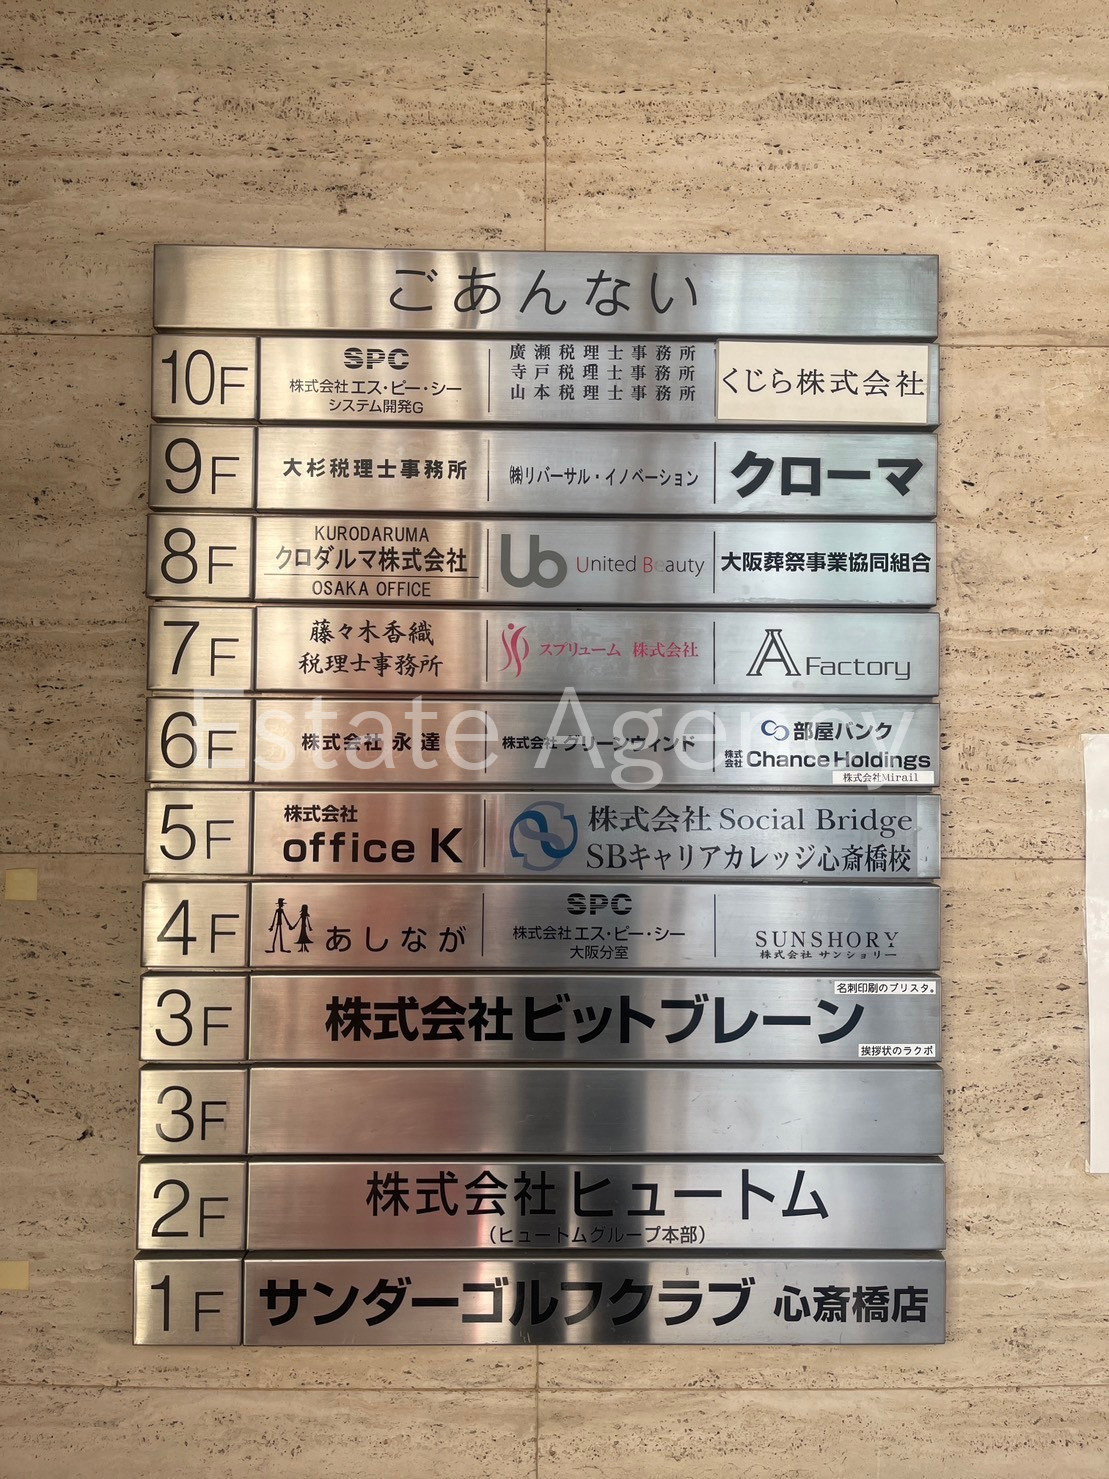 ごあんない
10F
SPC
株式会社エス・ピー・シー
システム開発G
廣瀬税理士事務所
寺戸税理士事務所
山本税理士事務所
くじら株式会社
9F
大杉税理士事務所
㈱リバーサル・イノベーション
クローマ
8F
KURODARUMA
クロダルマ株式会社
OSAKA OFFICE
Ub United Beauty
大阪葬祭事業協同組合
7F
藤々木香織
税理士事務所
スプリューム 株式会社
A Factory
Estate Agency
6F
株式会社 永達
株式会社グリーンウィンド
部屋バンク
株式会社 Chance Holdings
株式会社Mirail
5F
株式会社
office K
株式会社 Social Bridge
SBキャリアカレッジ心斎橋校
4F
あしなが
SPC
株式会社エス・ピー・シー
大阪分室
SUNSHORY
株式会社 サンショリー
3F
名刺印刷のプリスタ。
株式会社ビットブレーン
挨拶状のラクポ
3F
2F
株式会社ヒュートム
(ヒュートムグループ本部)
1F
サンダーゴルフクラブ 心斎橋店